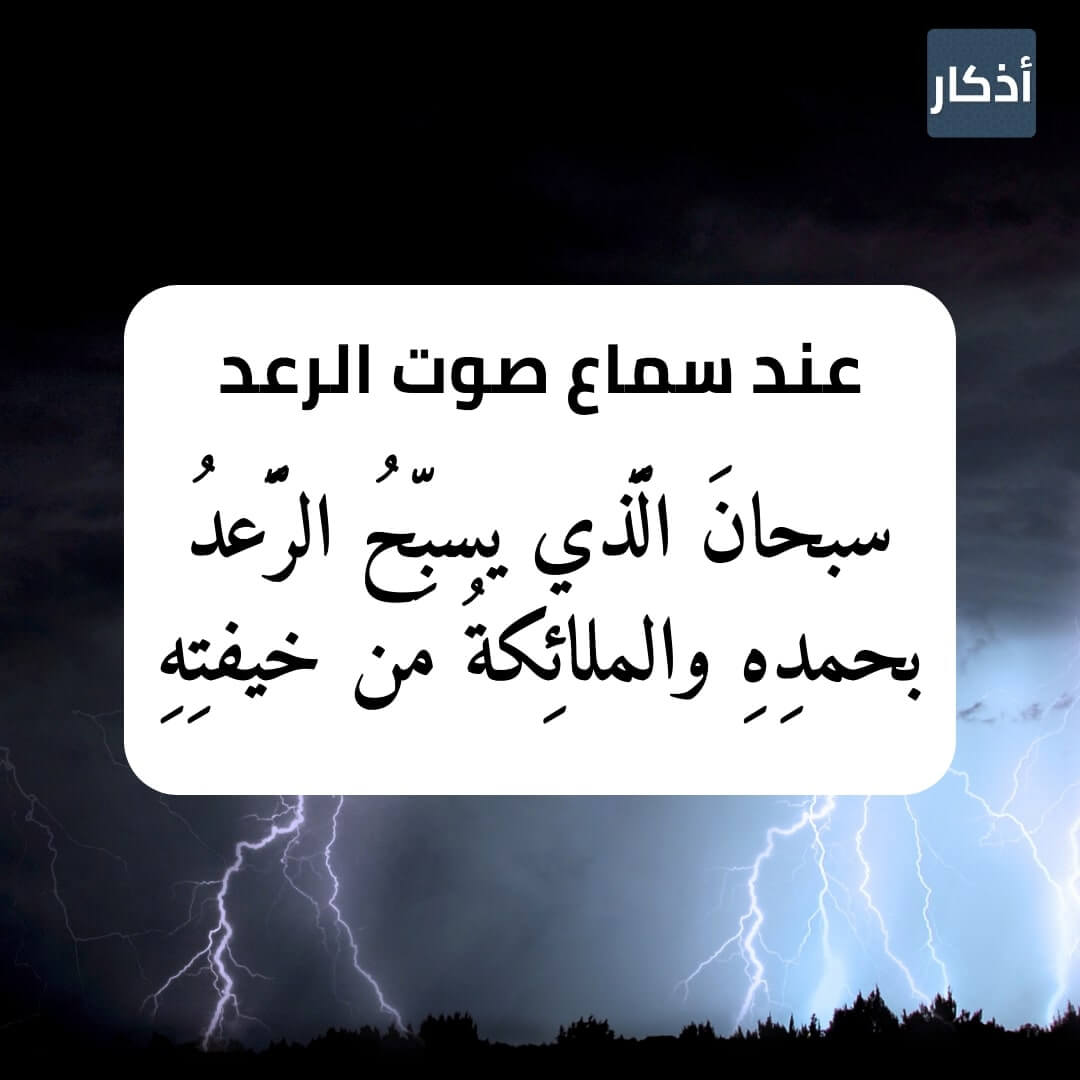 أذكار
عند سماع صوت الرعد
سبحانَ الَّذي يسبِّحُ الرَّعدُ
بحمدِهِ والملائِكةُ من خيفتِهِ